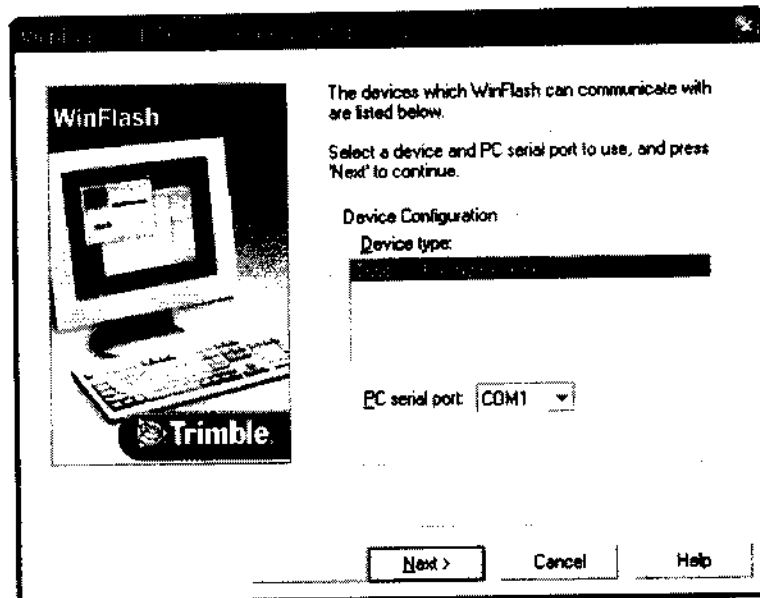 WinFlash
The devices which WinFlash can communicate with
are listed below.
Select a device and PC serial port to use, and press
'Next' to continue.
Device Configuration
Device type:
PC serial port: COM1
Trimble
Next >
Cancel
Help